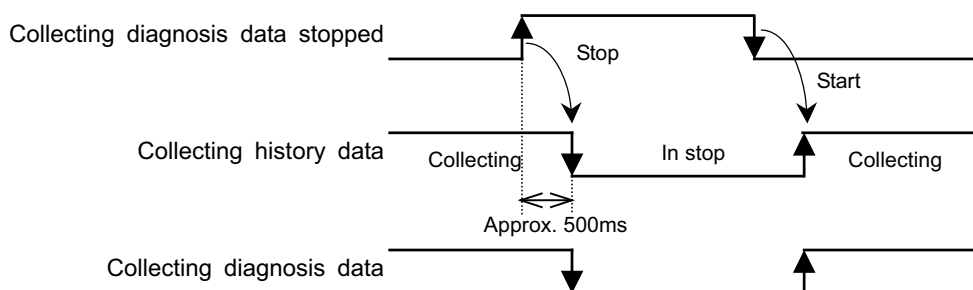 Collecting diagnosis data stopped
Stop
Start
Collecting history data
Collecting
In stop
Collecting
Approx. 500ms
Collecting diagnosis data